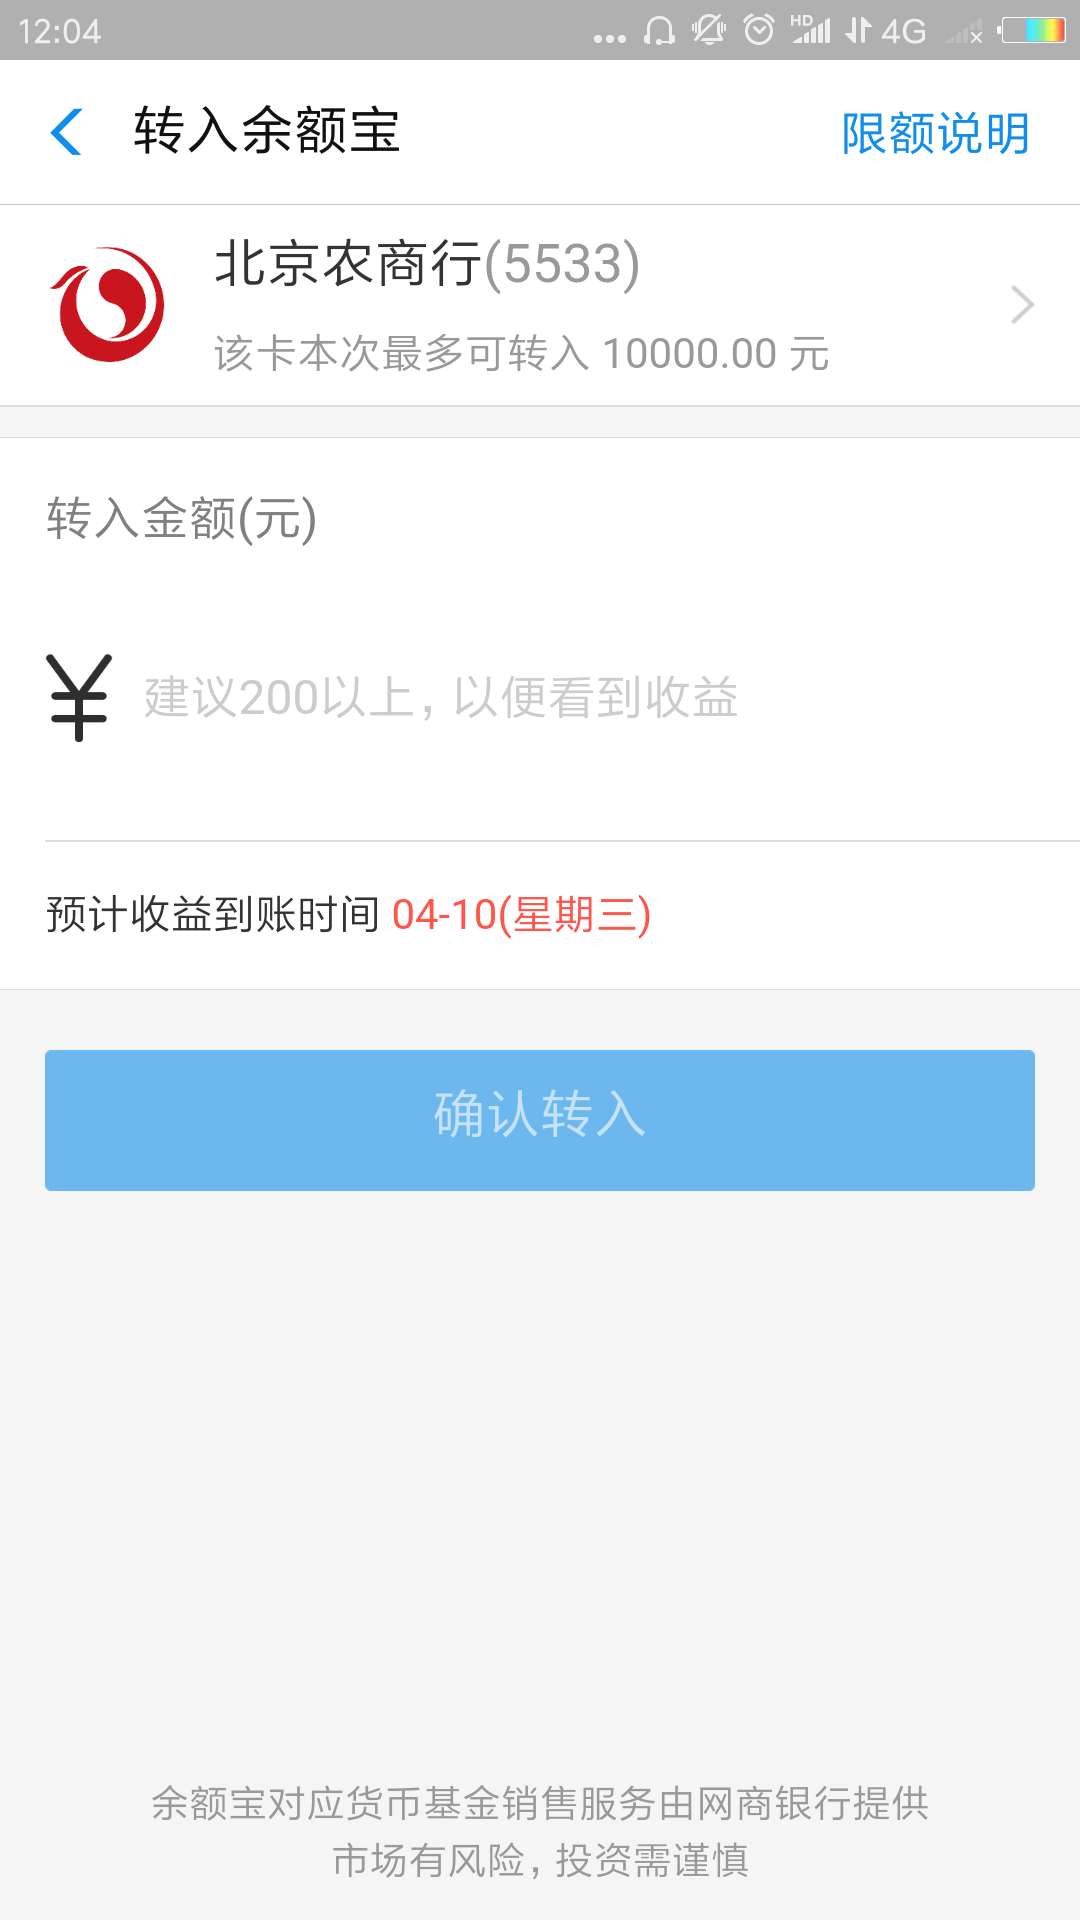 12:04
HD 4G
转入余额宝
限额说明
北京农商行(5533)
该卡本次最多可转入 10000.00 元
转入金额(元)
¥ 建议200以上，以便看到收益
预计收益到账时间 04-10(星期三)
确认转入
余额宝对应货币基金销售服务由网商银行提供
市场有风险，投资需谨慎